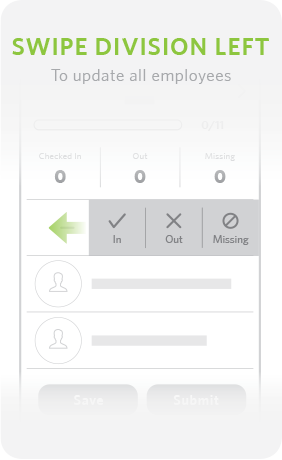 SWIPE DIVISION LEFT
To update all employees
0/11
Checked In Out Missing
0 0 0
In Out Missing
Save Submit